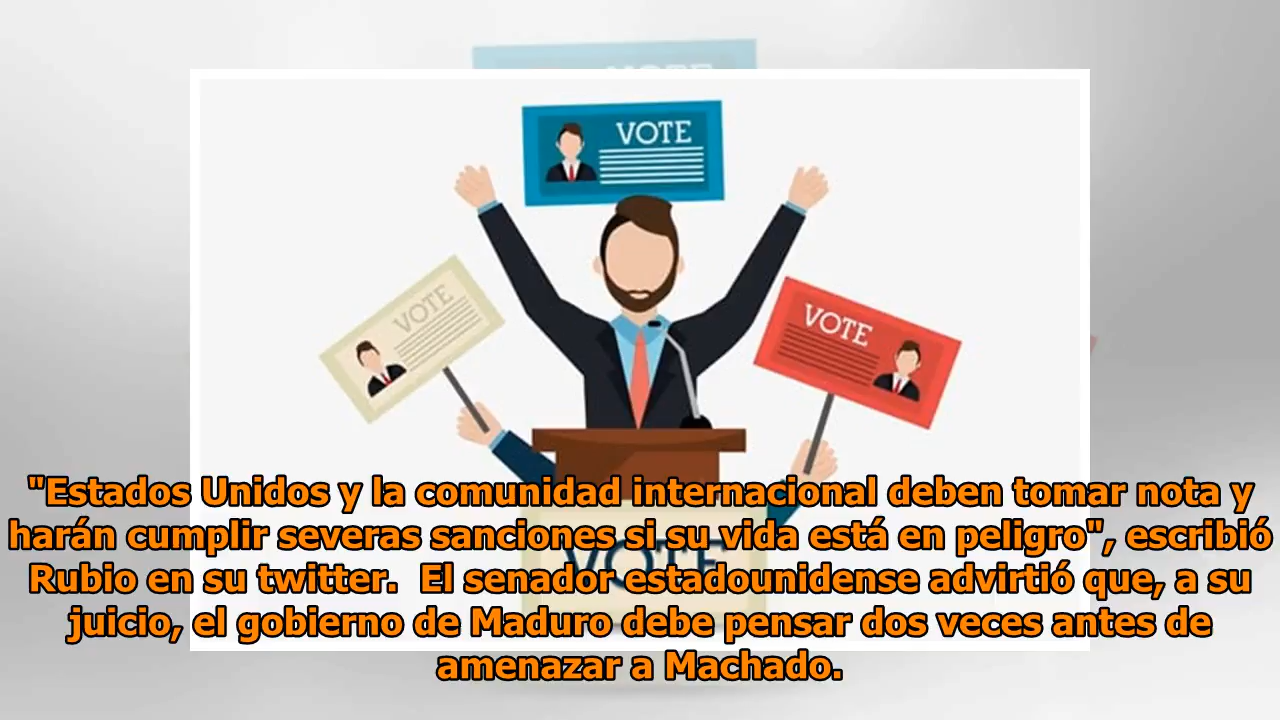 VOTE
VOTE
VOTE
VOTE
"Estados Unidos y la comunidad internacional deben tomar nota y
harán cumplir severas sanciones si su vida está en peligro", escribió
VOTE
Rubio en su twitter.  El senador estadounidense advirtió que, a su
juicio, el gobierno de Maduro debe pensar dos veces antes de
amenazar a Machado.